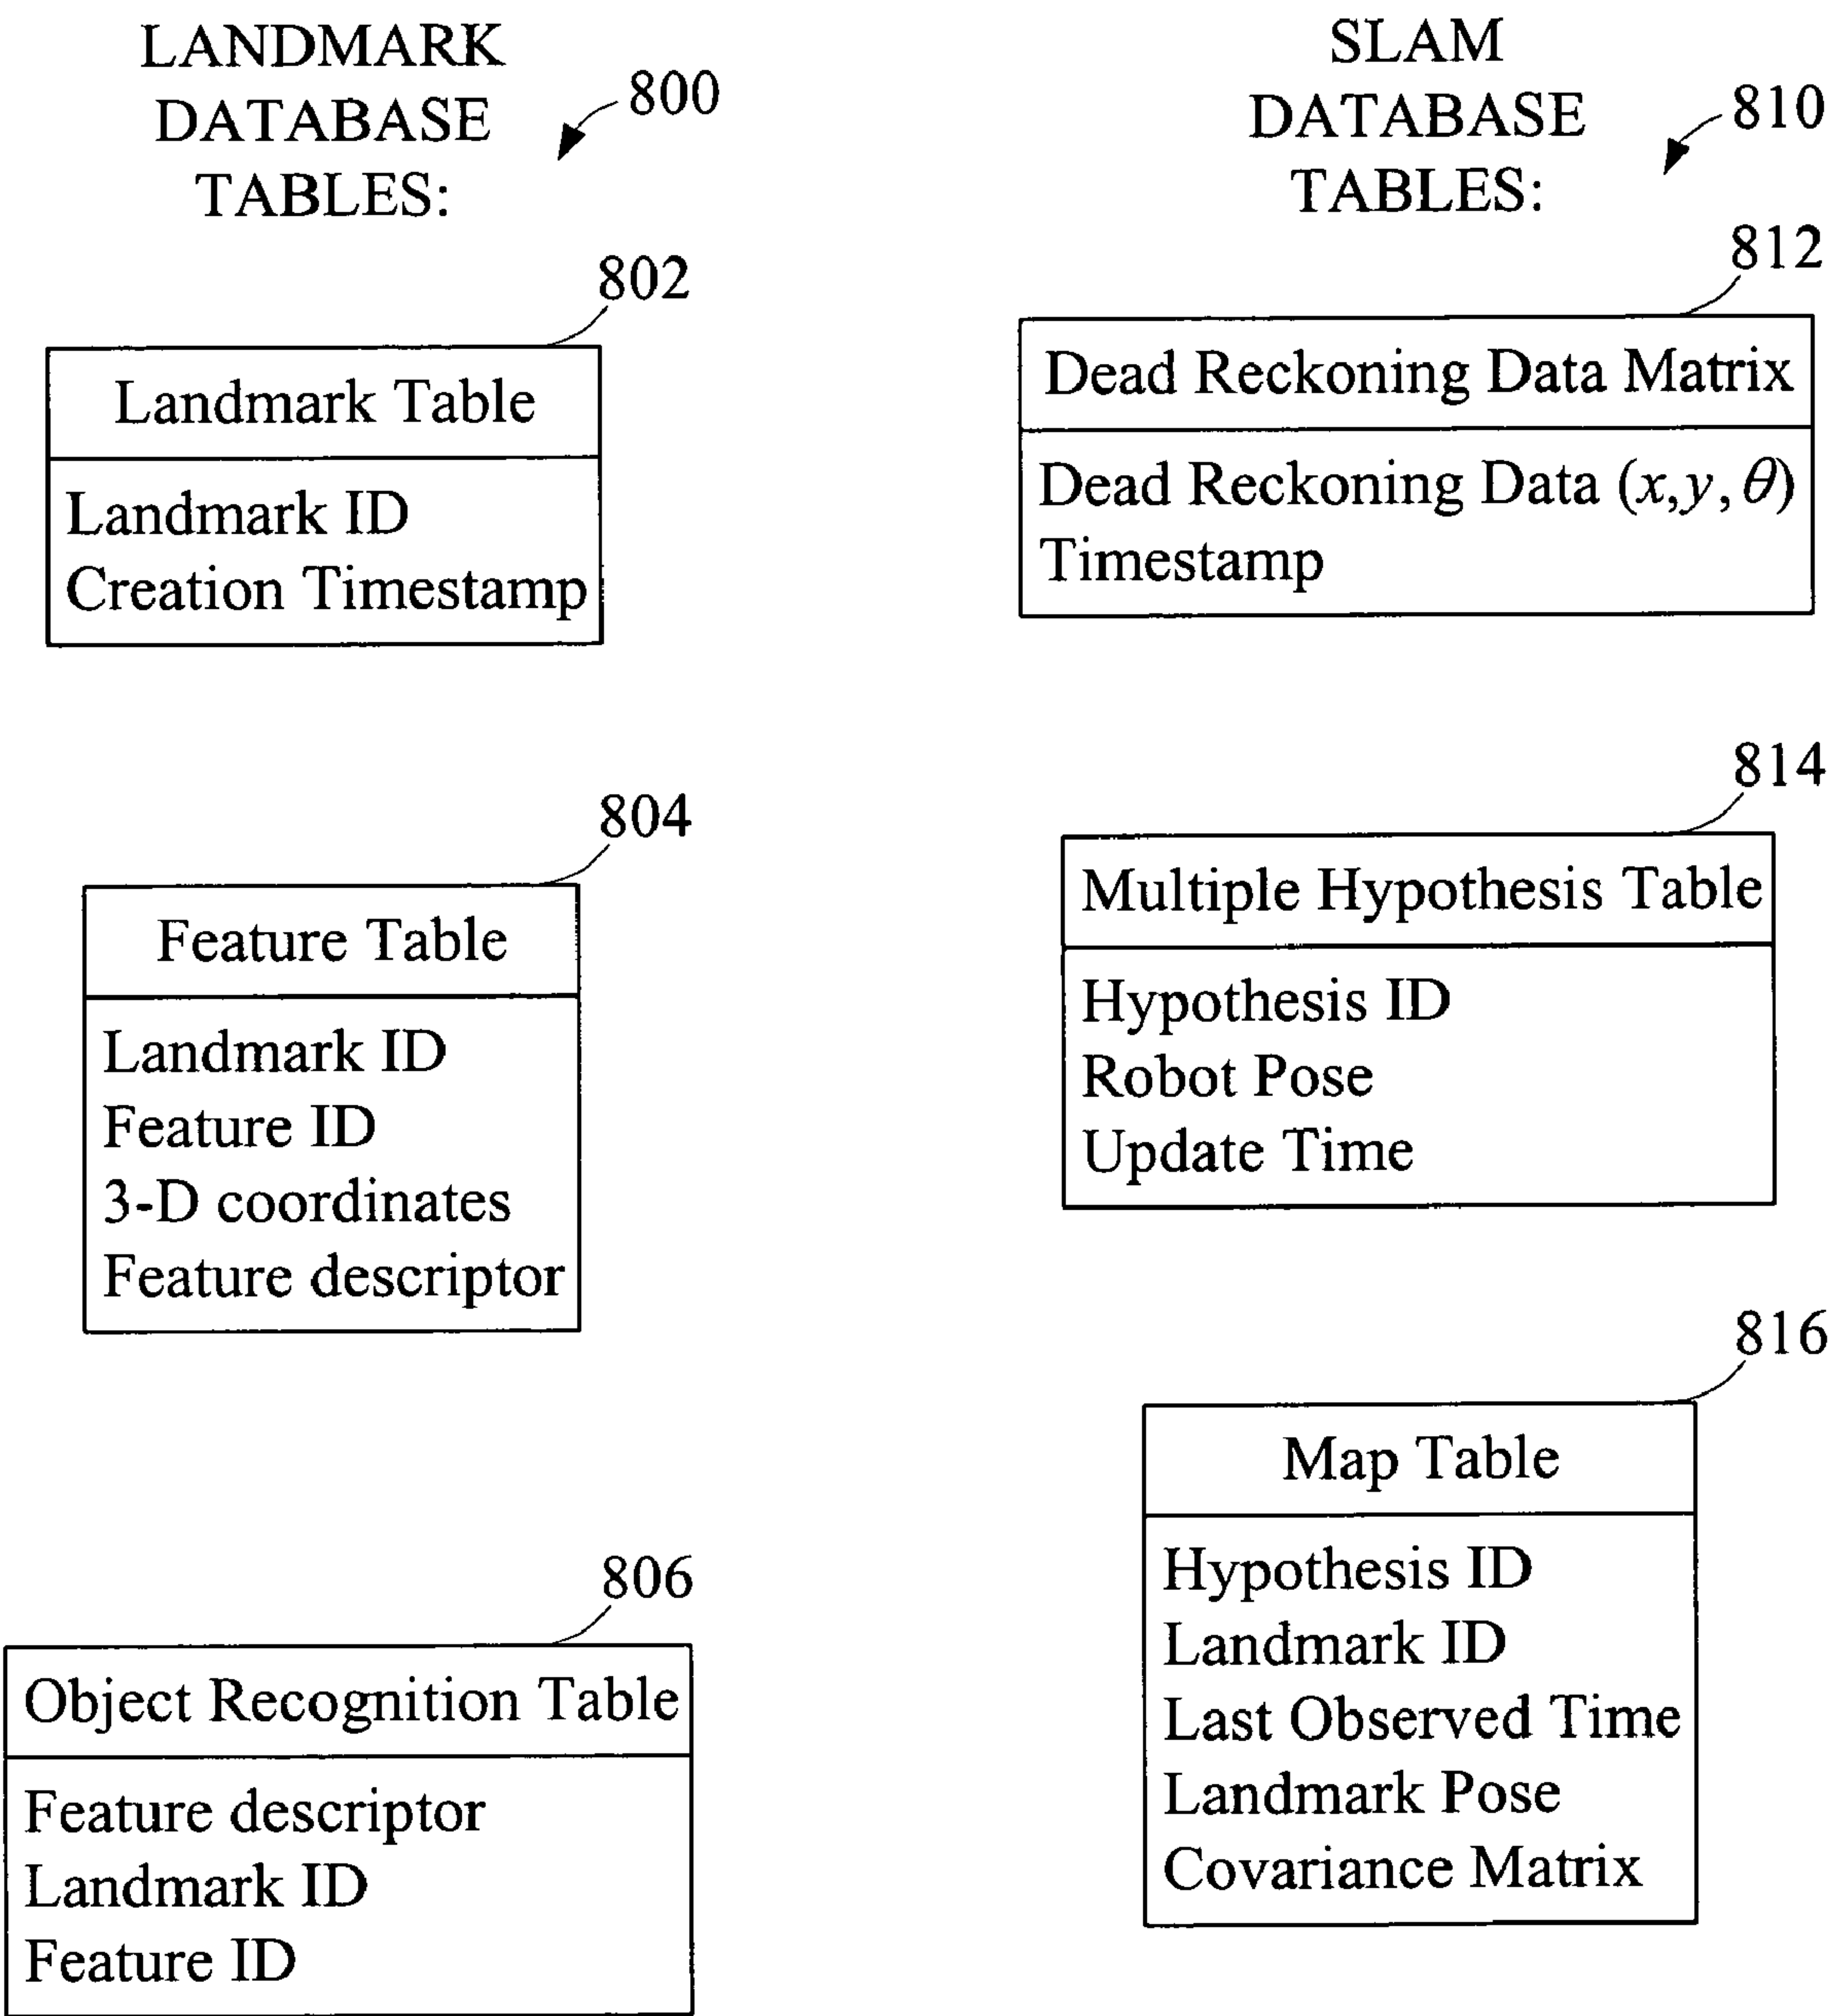 LANDMARK
DATABASE
TABLES:
800
802
Landmark Table
Landmark ID
Creation Timestamp
804
Feature Table
Landmark ID
Feature ID
3-D coordinates
Feature descriptor
806
Object Recognition Table
Feature descriptor
Landmark ID
Feature ID
SLAM
DATABASE
TABLES:
810
812
Dead Reckoning Data Matrix
Dead Reckoning Data (x,y,θ)
Timestamp
814
Multiple Hypothesis Table
Hypothesis ID
Robot Pose
Update Time
816
Map Table
Hypothesis ID
Landmark ID
Last Observed Time
Landmark Pose
Covariance Matrix